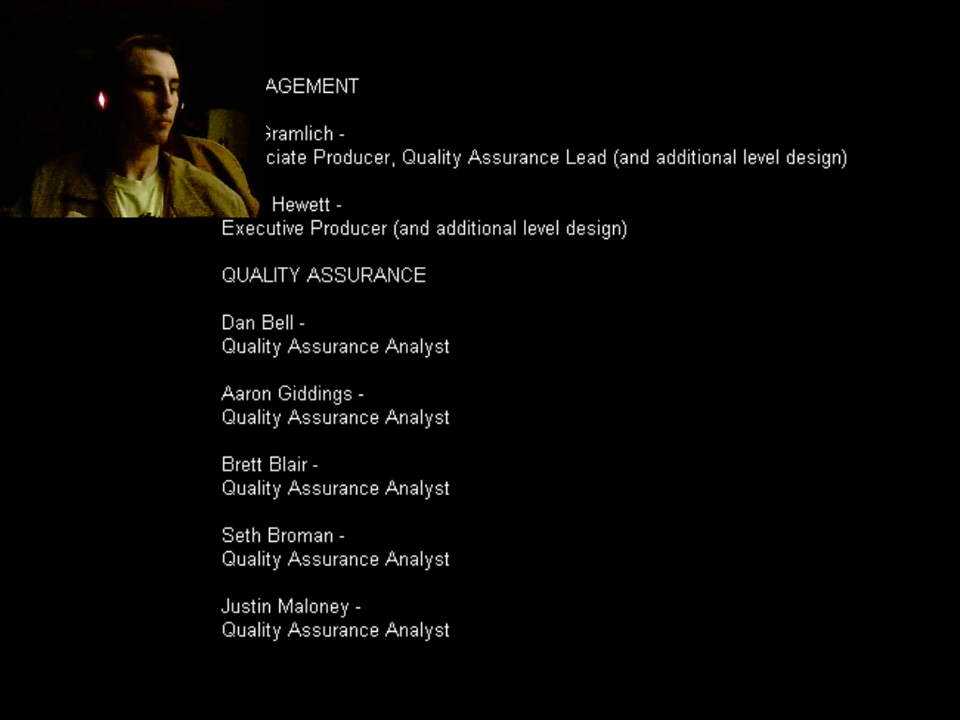 AGEMENT
Gramlich -
ciate Producer, Quality Assurance Lead (and additional level design)
Hewett -
Executive Producer (and additional level design)
QUALITY ASSURANCE
Dan Bell -
Quality Assurance Analyst
Aaron Giddings -
Quality Assurance Analyst
Brett Blair -
Quality Assurance Analyst
Seth Broman -
Quality Assurance Analyst
Justin Maloney -
Quality Assurance Analyst